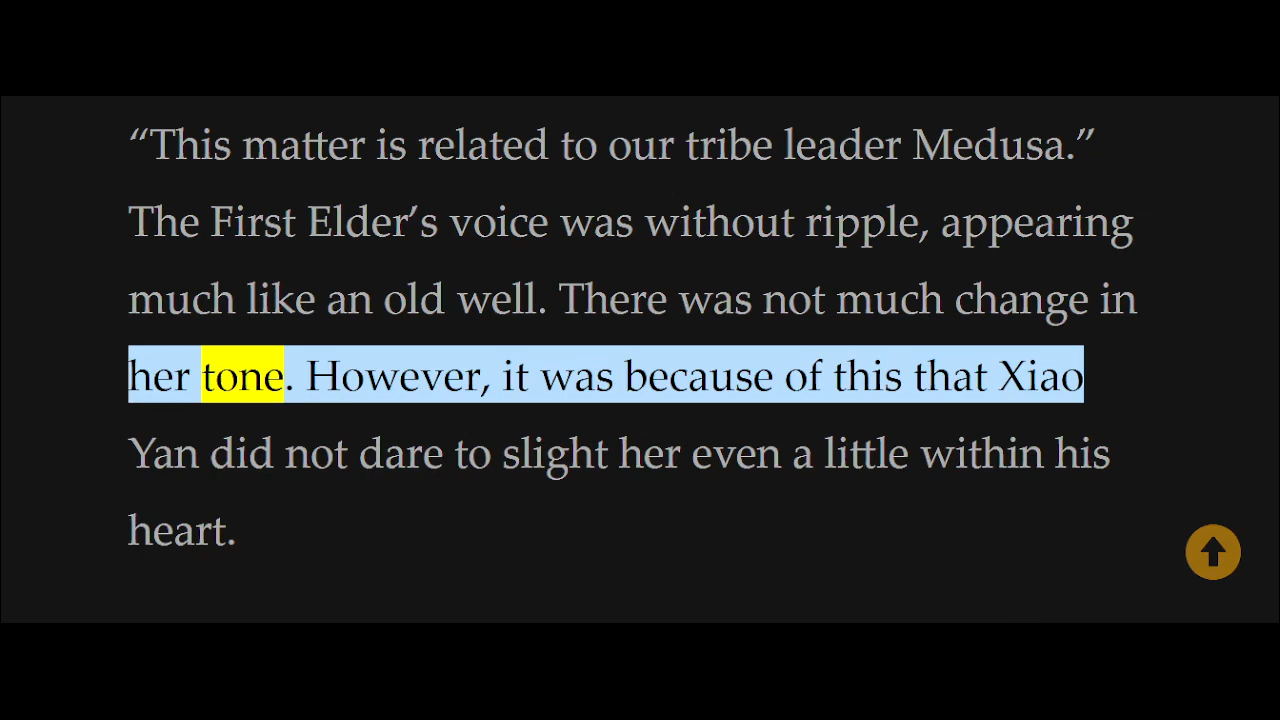 “This matter is related to our tribe leader Medusa.”
The First Elder’s voice was without ripple, appearing
much like an old well. There was not much change in
her tone. However, it was because of this that Xiao
Yan did not dare to slight her even a little within his
heart.